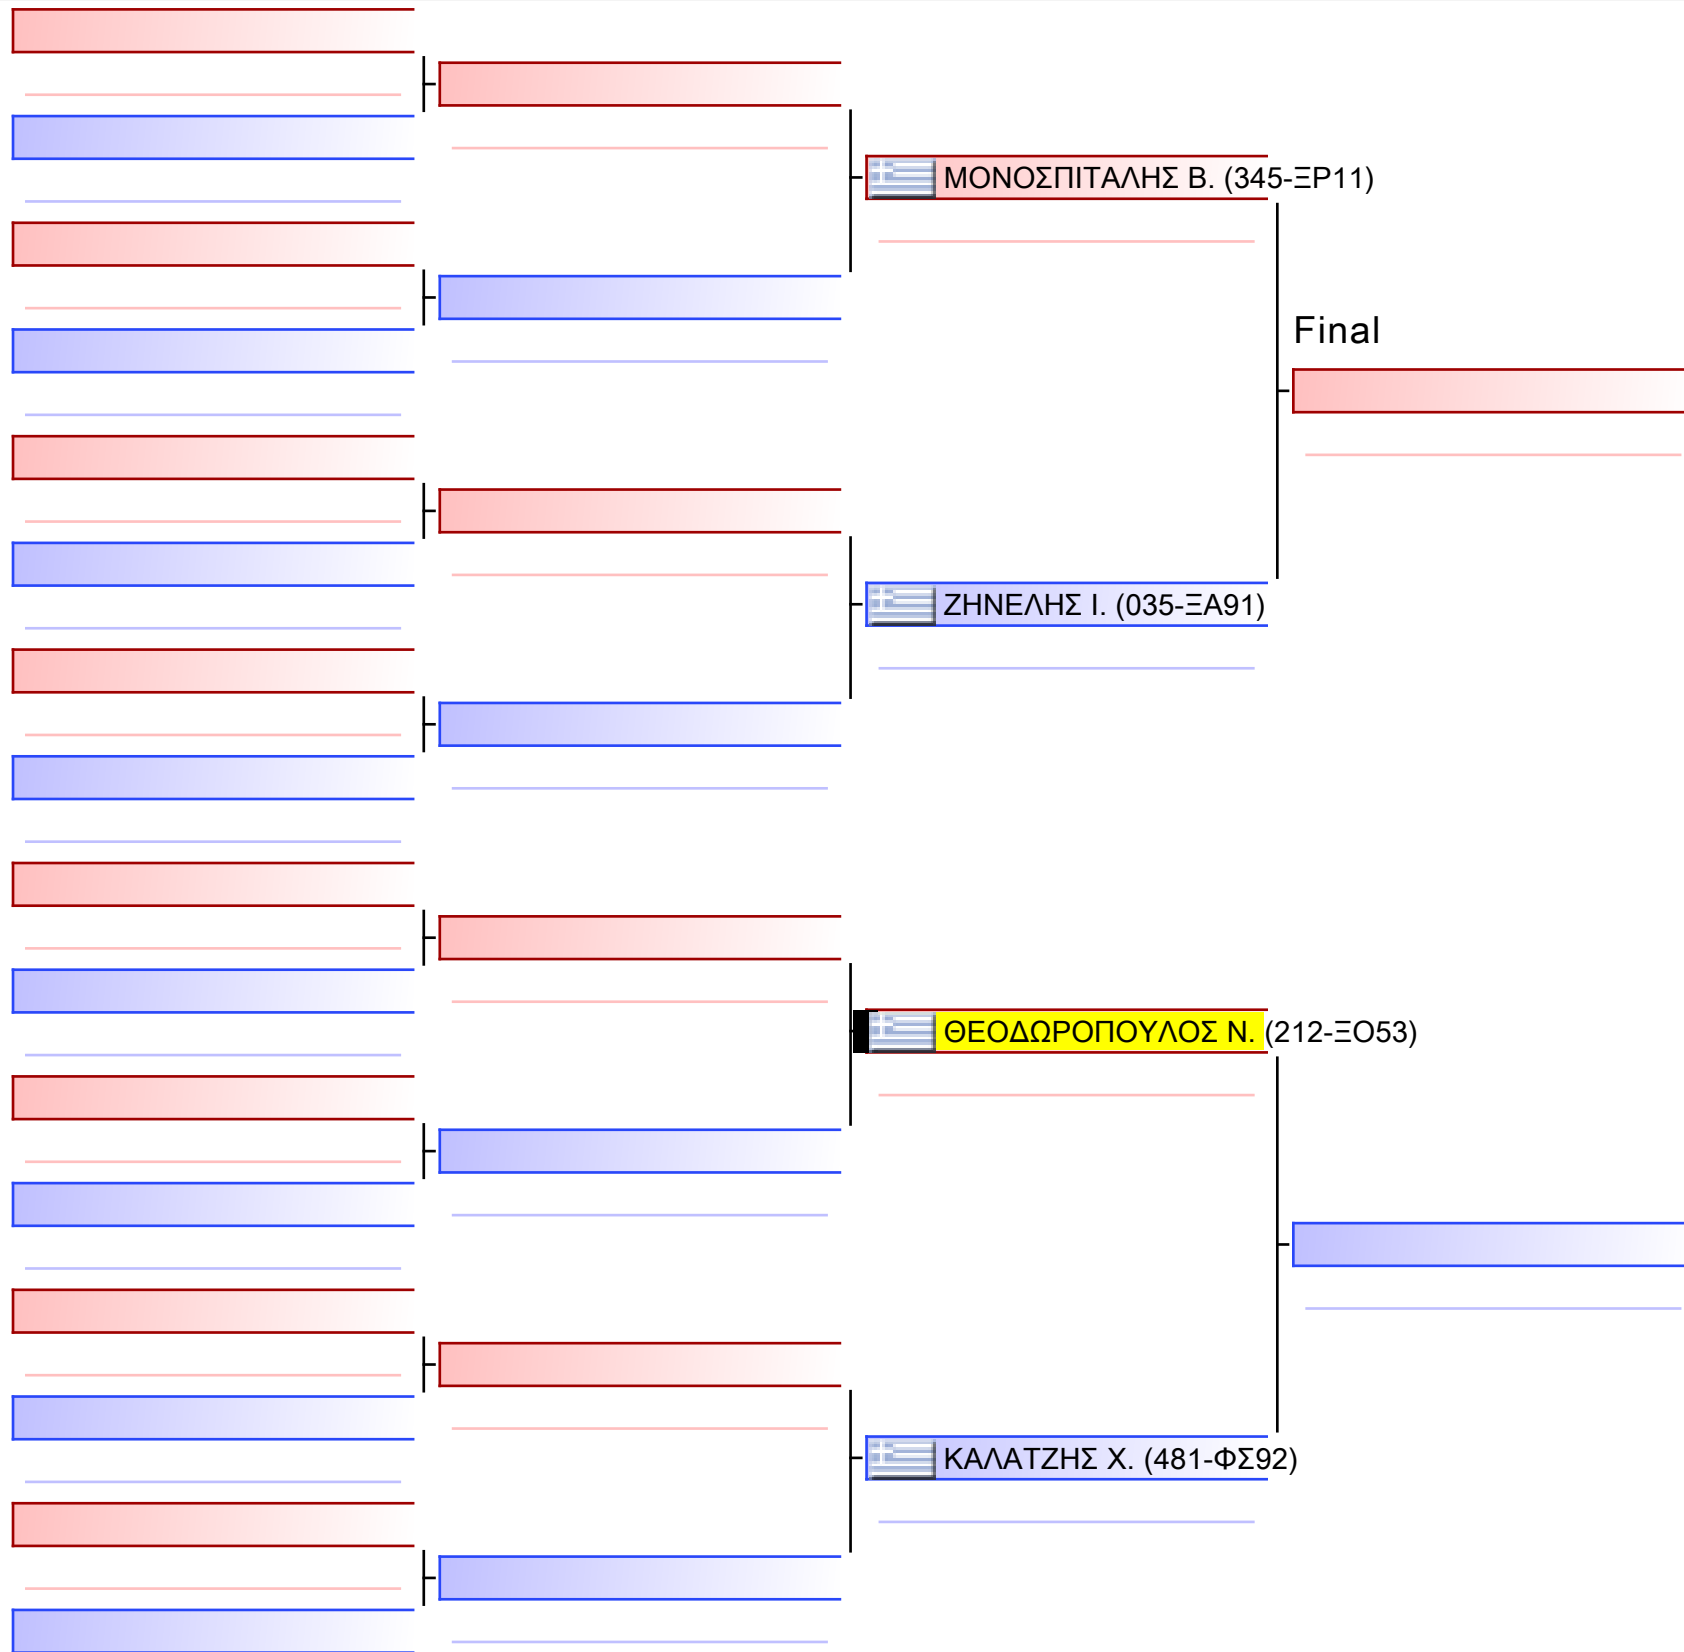 ΜΟΝΟΣΠΙΤΑΛΗΣ Β. (345-ΞΡ11)
Final
ΖΗΝΕΛΗΣ Ι. (035-ΞΑ91)
ΘΕΟΔΩΡΟΠΟΥΛΟΣ Ν. (212-ΞΟ53)
ΚΑΛΑΤΖΗΣ Χ. (481-ΦΣ92)